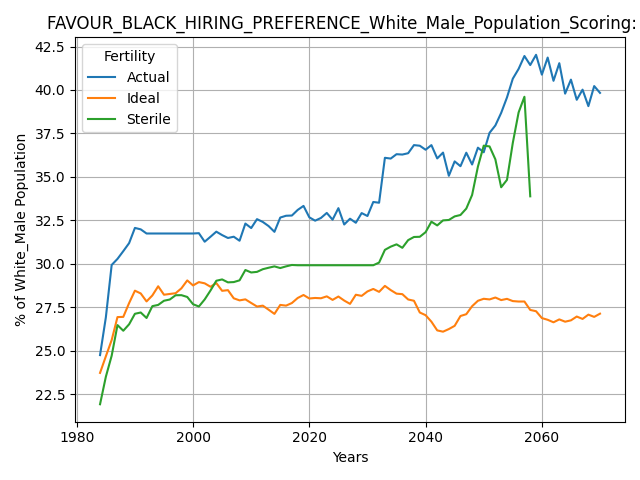 FAVOUR_BLACK_HIRING_PREFERENCE_White_Male_Population_Scoring:
Fertility
Actual
Ideal
Sterile
% of White_Male Population
42.5
40.0
37.5
35.0
32.5
30.0
27.5
25.0
22.5
1980
2000
2020
2040
2060
Years